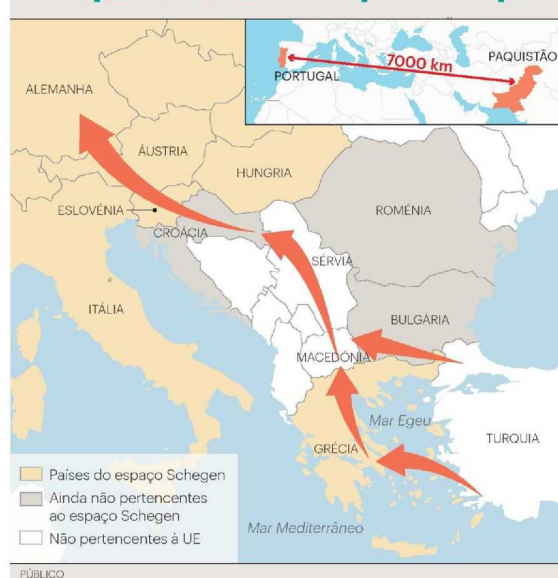 7000 km
PORTUGAL
PAQUISTÃO
ALEMANHA
ÁUSTRIA
HUNGRIA
ESLOVÉNIA
CROÁCIA
ROMÉNIA
SÉRVIA
ITÁLIA
BULGÁRIA
MACEDÓNIA
Mar Egeu
GRÉCIA
TURQUIA
Países do espaço Schegen
Ainda não pertencentes
ao espaço Schegen
Não pertencentes à UE
Mar Mediterrâneo
PÚBLICO